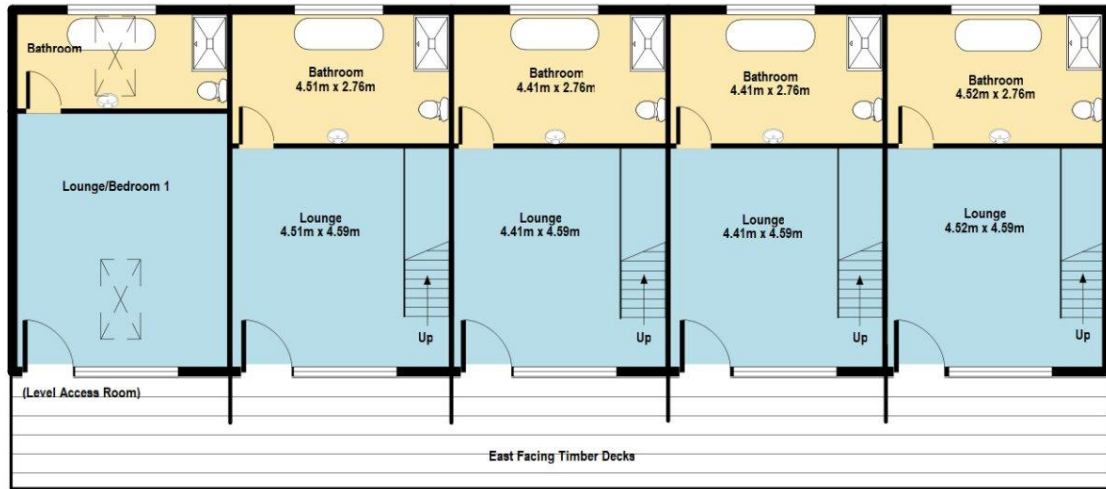 Bathroom
Bathroom
4.51m x 2.76m
Bathroom
4.41m x 2.76m
Bathroom
4.41m x 2.76m
Bathroom
4.52m x 2.76m
Lounge/Bedroom 1
Lounge
4.51m x 4.59m
Lounge
4.41m x 4.59m
Lounge
4.41m x 4.59m
Lounge
4.52m x 4.59m
Up
Up
Up
Up
(Level Access Room)
East Facing Timber Decks